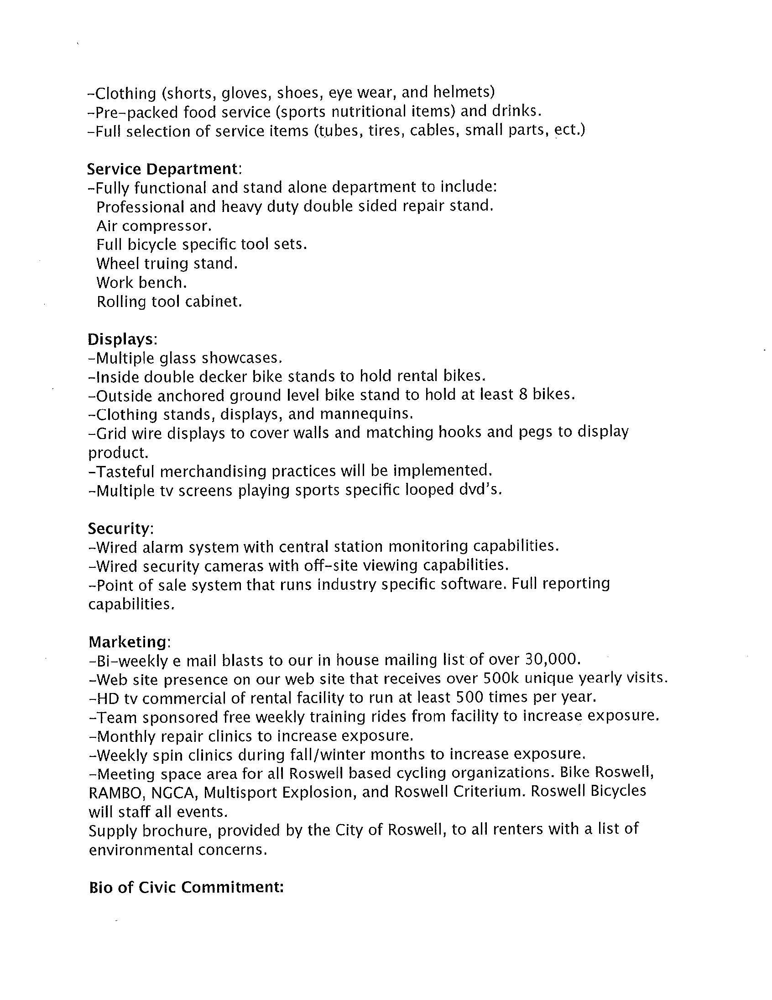 -Clothing (shorts, gloves, shoes, eye wear, and helmets)
-Pre-packed food service (sports nutritional items) and drinks.
-Full selection of service items (tubes, tires, cables, small parts, ect.)
Service Department:
-Fully functional and stand alone department to include:
Professional and heavy duty double sided repair stand.
Air compressor.
Full bicycle specific tool sets.
Wheel truing stand.
Work bench.
Rolling tool cabinet.
Displays:
-Multiple glass showcases.
-Inside double decker bike stands to hold rental bikes.
-Outside anchored ground level bike stand to hold at least 8 bikes.
-Clothing stands, displays, and mannequins.
-Grid wire displays to cover walls and matching hooks and pegs to display
product.
-Tasteful merchandising practices will be implemented.
-Multiple tv screens playing sports specific looped dvd's.
Security:
-Wired alarm system with central station monitoring capabilities.
-Wired security cameras with off-site viewing capabilities.
-Point of sale system that runs industry specific software. Full reporting
capabilities.
Marketing:
-Bi-weekly e mail blasts to our in house mailing list of over 30,000.
-Web site presence on our web site that receives over 500k unique yearly visits.
-HD tv commercial of rental facility to run at least 500 times per year.
-Team sponsored free weekly training rides from facility to increase exposure.
-Monthly repair clinics to increase exposure.
-Weekly spin clinics during fall/winter months to increase exposure.
-Meeting space area for all Roswell based cycling organizations. Bike Roswell,
RAMBO, NGCA, Multisport Explosion, and Roswell Criterium. Roswell Bicycles
will staff all events.
Supply brochure, provided by the City of Roswell, to all renters with a list of
environmental concerns.
Bio of Civic Commitment: